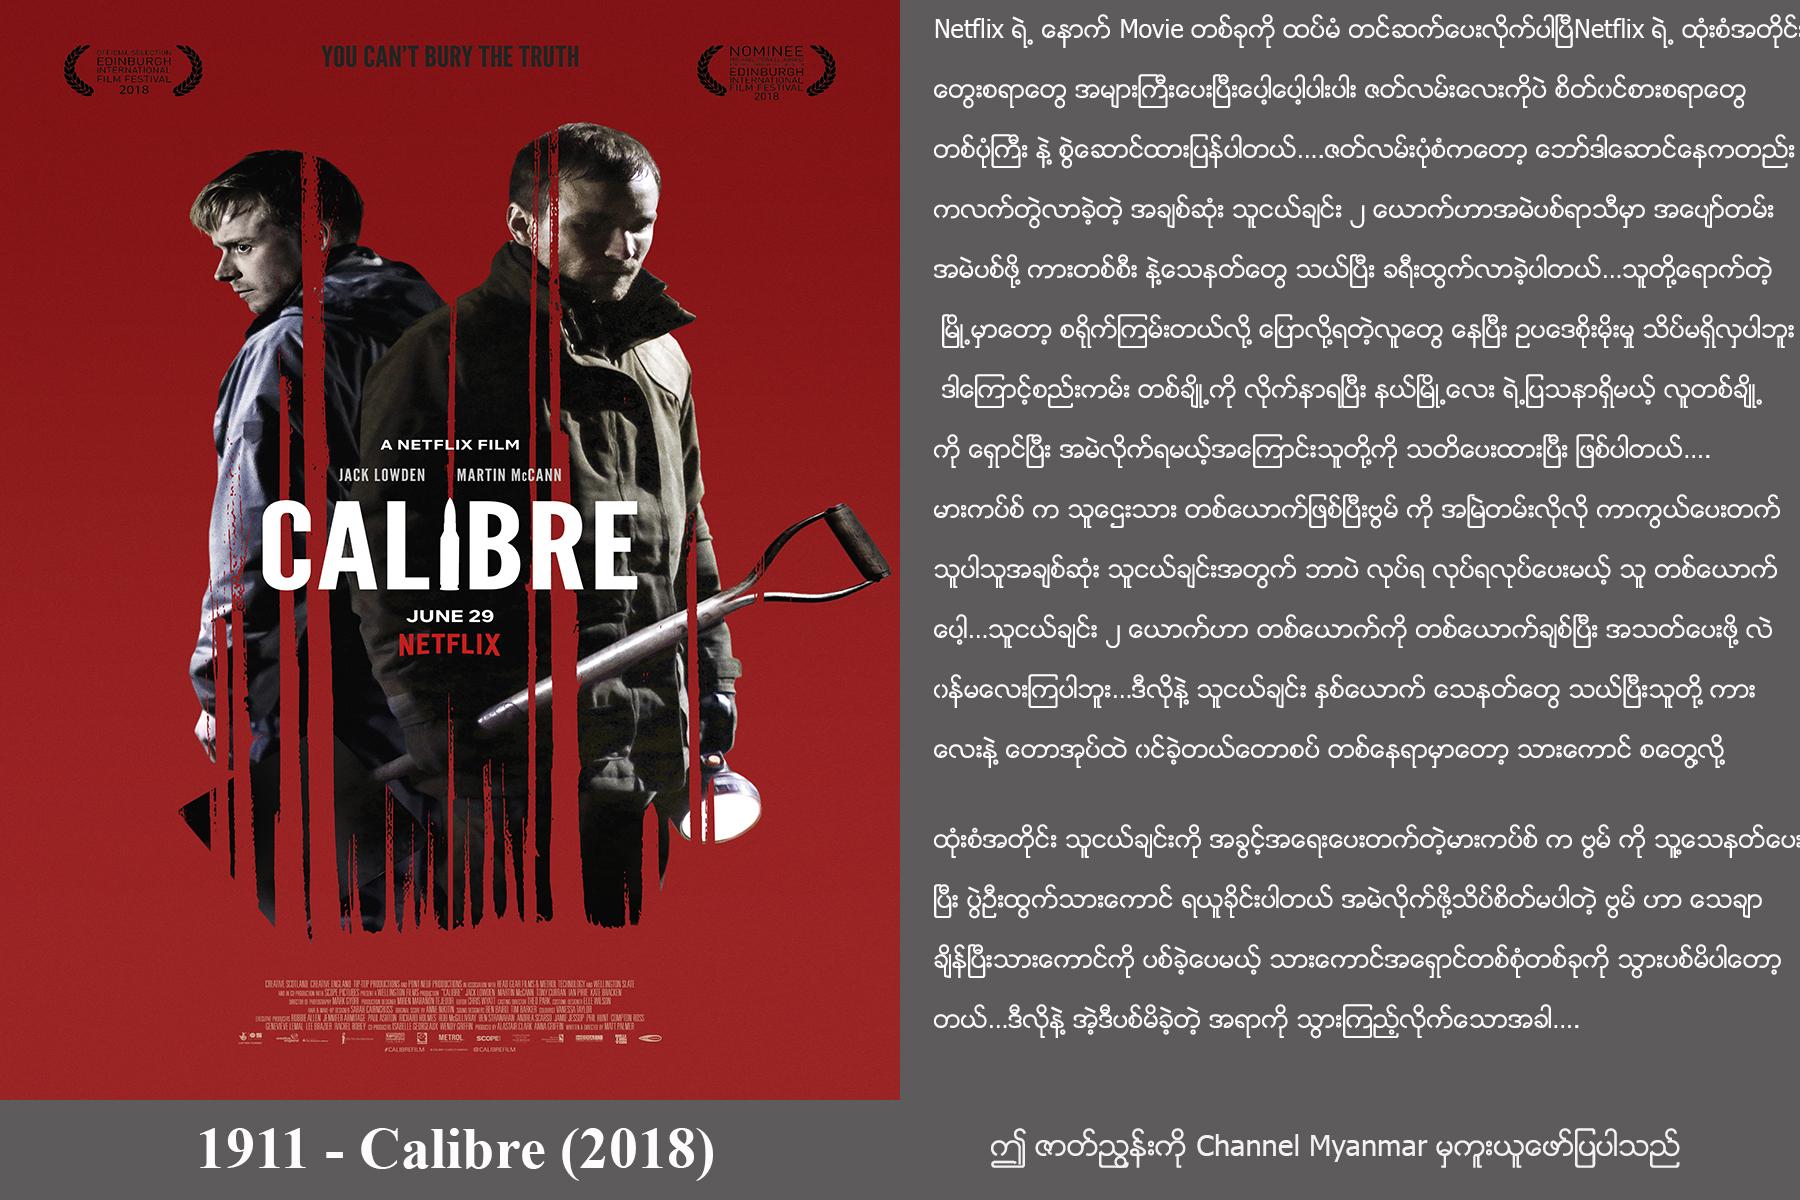 OFFICIAL SELECTION
EDINBURGH
INTERNATIONAL
FILM FESTIVAL
2018
YOU CAN'T BURY THE TRUTH
NOMINEE
EDINBURGH
INTERNATIONAL
FILM FESTIVAL
2018
A NETFLIX FILM
JACK LOWDEN MARTIN McCANN
CALIBRE
JUNE 29
NETFLIX
#CALIBREFILM @CALIBREFILM
1911 - Calibre (2018)
Netflix ရဲ့ နောက် Movie တစ်ခုကို ထပ်မံ တင်ဆက်ပေးလိုက်ပါပြီNetflix ရဲ့ ထုံးစံအတိုင်း
တွေးစရာတွေ အများကြီးပေးပြီးပေါ့ပေါ့ပါးပါး ဇတ်လမ်းလေးကိုပဲ စိတ်ဝင်စားစရာတွေ
တစ်ပုံကြီး နဲ့ စွဲဆောင်ထားပြန်ပါတယ်....ဇတ်လမ်းပုံစံကတော့ ဘော်ဒါဆောင်နေကတည်း
ကလက်တွဲလာခဲ့တဲ့ အချစ်ဆုံး သူငယ်ချင်း ၂ ယောက်ဟာအမဲပစ်ရာသီမှာ အပျော်တမ်း
အမဲပစ်ဖို့ ကားတစ်စီး နဲ့သေနတ်တွေ သယ်ပြီး ခရီးထွက်လာခဲ့ပါတယ်...သူတို့ရောက်တဲ့
မြို့မှာတော့ စရိုက်ကြမ်းတယ်လို့ ပြောလို့ရတဲ့လူတွေ နေပြီး ဥပဒေစိုးမိုးမှု သိပ်မရှိလှပါဘူး
ဒါကြောင့်စည်းကမ်း တစ်ချို့ကို လိုက်နာရပြီး နယ်မြို့လေး ရဲ့ပြသနာရှိမယ့် လူတစ်ချို့
ကို ရှောင်ပြီး အမဲလိုက်ရမယ့်အကြောင်းသူတို့ကို သတိပေးထားပြီး ဖြစ်ပါတယ်....
မားကပ်စ် က သူဌေးသား တစ်ယောက်ဖြစ်ပြီးဗွမ် ကို အမြဲတမ်းလိုလို ကာကွယ်ပေးတက်
သူပါသူအချစ်ဆုံး သူငယ်ချင်းအတွက် ဘာပဲ လုပ်ရ လုပ်ရလုပ်ပေးမယ့် သူ တစ်ယောက်
ပေါ့...သူငယ်ချင်း ၂ ယောက်ဟာ တစ်ယောက်ကို တစ်ယောက်ချစ်ပြီး အသတ်ပေးဖို့ လဲ
ဝန်မလေးကြပါဘူး...ဒီလိုနဲ့ သူငယ်ချင်း နှစ်ယောက် သေနတ်တွေ သယ်ပြီးသူတို့ ကား
လေးနဲ့ တောအုပ်ထဲ ဝင်ခဲ့တယ်တောစပ် တစ်နေရာမှာတော့ သားကောင် စတွေ့လို့
ထုံးစံအတိုင်း သူငယ်ချင်းကို အခွင့်အရေးပေးတက်တဲ့မားကပ်စ် က ဗွမ် ကို သူ့သေနတ်ပေး
ပြီး ပွဲဦးထွက်သားကောင် ရယူခိုင်းပါတယ် အမဲလိုက်ဖို့သိပ်စိတ်မပါတဲ့ ဗွမ် ဟာ သေချာ
ချိန်ပြီးသားကောင်ကို ပစ်ခဲ့ပေမယ့် သားကောင်အရှောင်တစ်စုံတစ်ခုကို သွားပစ်မိပါတော့
တယ်...ဒီလိုနဲ့ အဲ့ဒီပစ်မိခဲ့တဲ့ အရာကို သွားကြည့်လိုက်သောအခါ....
ဤ ဇာတ်ညွှန်းကို Channel Myanmar မှကူးယူဖော်ပြပါသည်